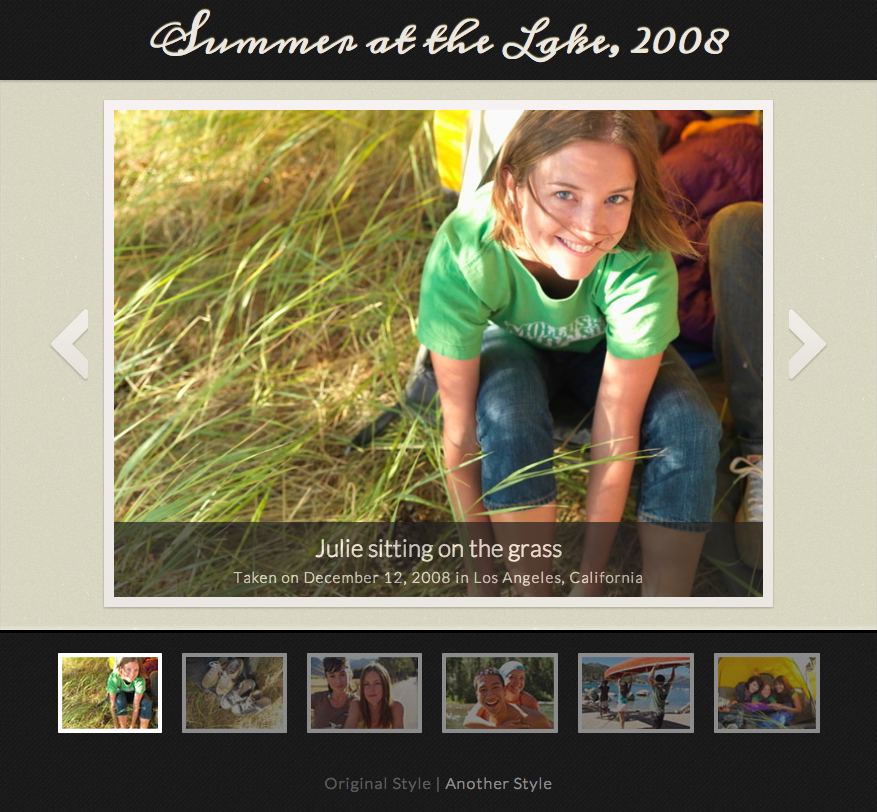 Summer at the Lake, 2008
Julie sitting on the grass
Taken on December 12, 2008 in Los Angeles, California
Original Style | Another Style